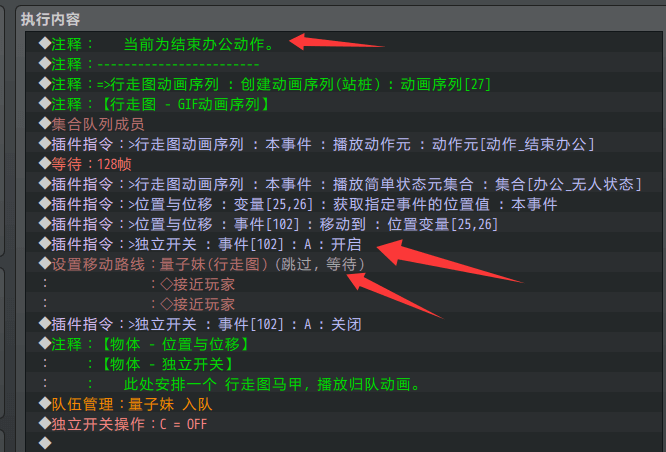 执行内容
◆注释： 当前为结束办公动作。
◆注释：------------------------
◆注释：=>行走图动画序列 : 创建动画序列(站桩) : 动画序列[27]
◆注释：【行走图 - GIF动画序列】
◆集合队列成员
◆插件指令：>行走图动画序列 : 本事件 : 播放动作元 : 动作元[动作_结束办公]
◆等待：128帧
◆插件指令：>行走图动画序列 : 本事件 : 播放简单状态元集合 : 集合[办公_无人状态]
◆插件指令：>位置与位移 : 变量[25,26] : 获取指定事件的位置值 : 本事件
◆插件指令：>位置与位移 : 事件[102] : 移动到 : 位置变量[25,26]
◆插件指令：>独立开关 : 事件[102] : A : 开启
◆设置移动路线：量子妹(行走图) (跳过, 等待)
： ：◇接近玩家
： ：◇接近玩家
◆插件指令：>独立开关 : 事件[102] : A : 关闭
◆注释：【物体 - 位置与位移】
： ：【物体 - 独立开关】
： ： 此处安排一个 行走图马甲, 播放归队动画。
◆队伍管理：量子妹 入队
◆独立开关操作：C = OFF
◆